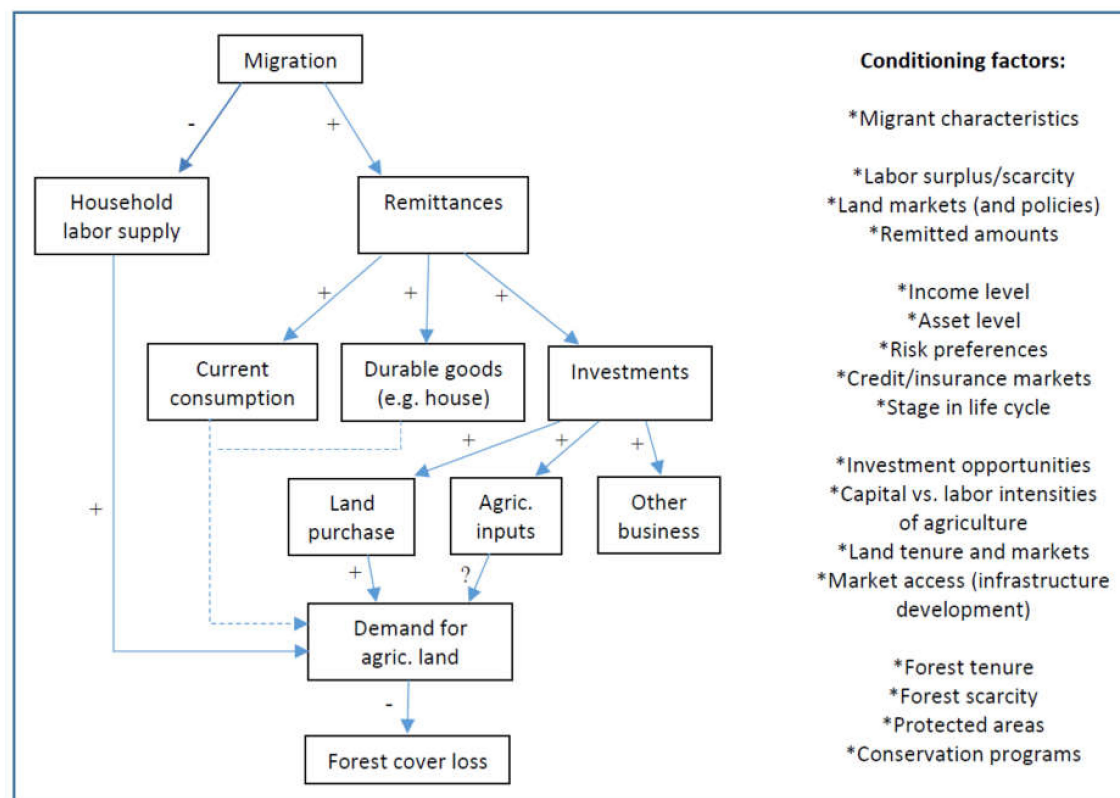 Migration
-
+
Household
labor supply
Remittances
+
+
+
Current
consumption
Durable goods
(e.g. house)
Investments
+
+
+
Land
purchase
Agric.
inputs
Other
business
+
+
?
Demand for
agric. land
-
Forest cover loss
Conditioning factors:
*Migrant characteristics
*Labor surplus/scarcity
*Land markets (and policies)
*Remitted amounts
*Income level
*Asset level
*Risk preferences
*Credit/insurance markets
*Stage in life cycle
*Investment opportunities
*Capital vs. labor intensities
of agriculture
*Land tenure and markets
*Market access (infrastructure
development)
*Forest tenure
*Forest scarcity
*Protected areas
*Conservation programs